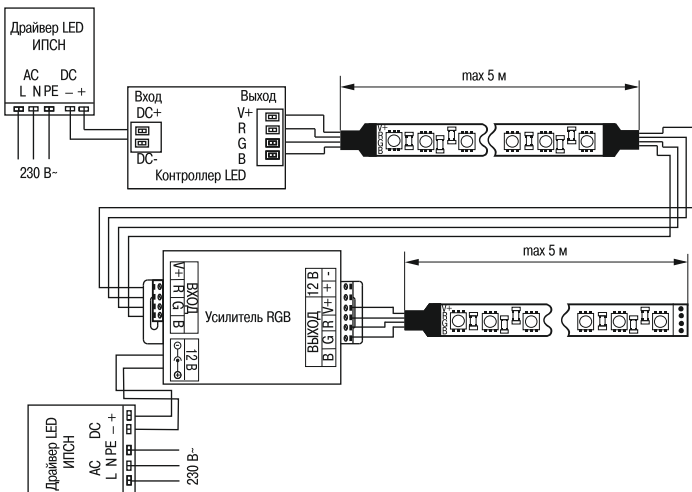 Драйвер LED
ИПСН
AC DC
L N PE – +
230 В~
Вход
DC+
DC-
Выход
V+
R
G
B
Контроллер LED
max 5 м
V+
R
G
B
max 5 м
V+
R
G
B
ВХОД
12 В
Усилитель RGB
12 В - +
ВЫХОД
V+
R
G
B
Драйвер LED
ИПСН
AC DC
L N PE – +
230 В~